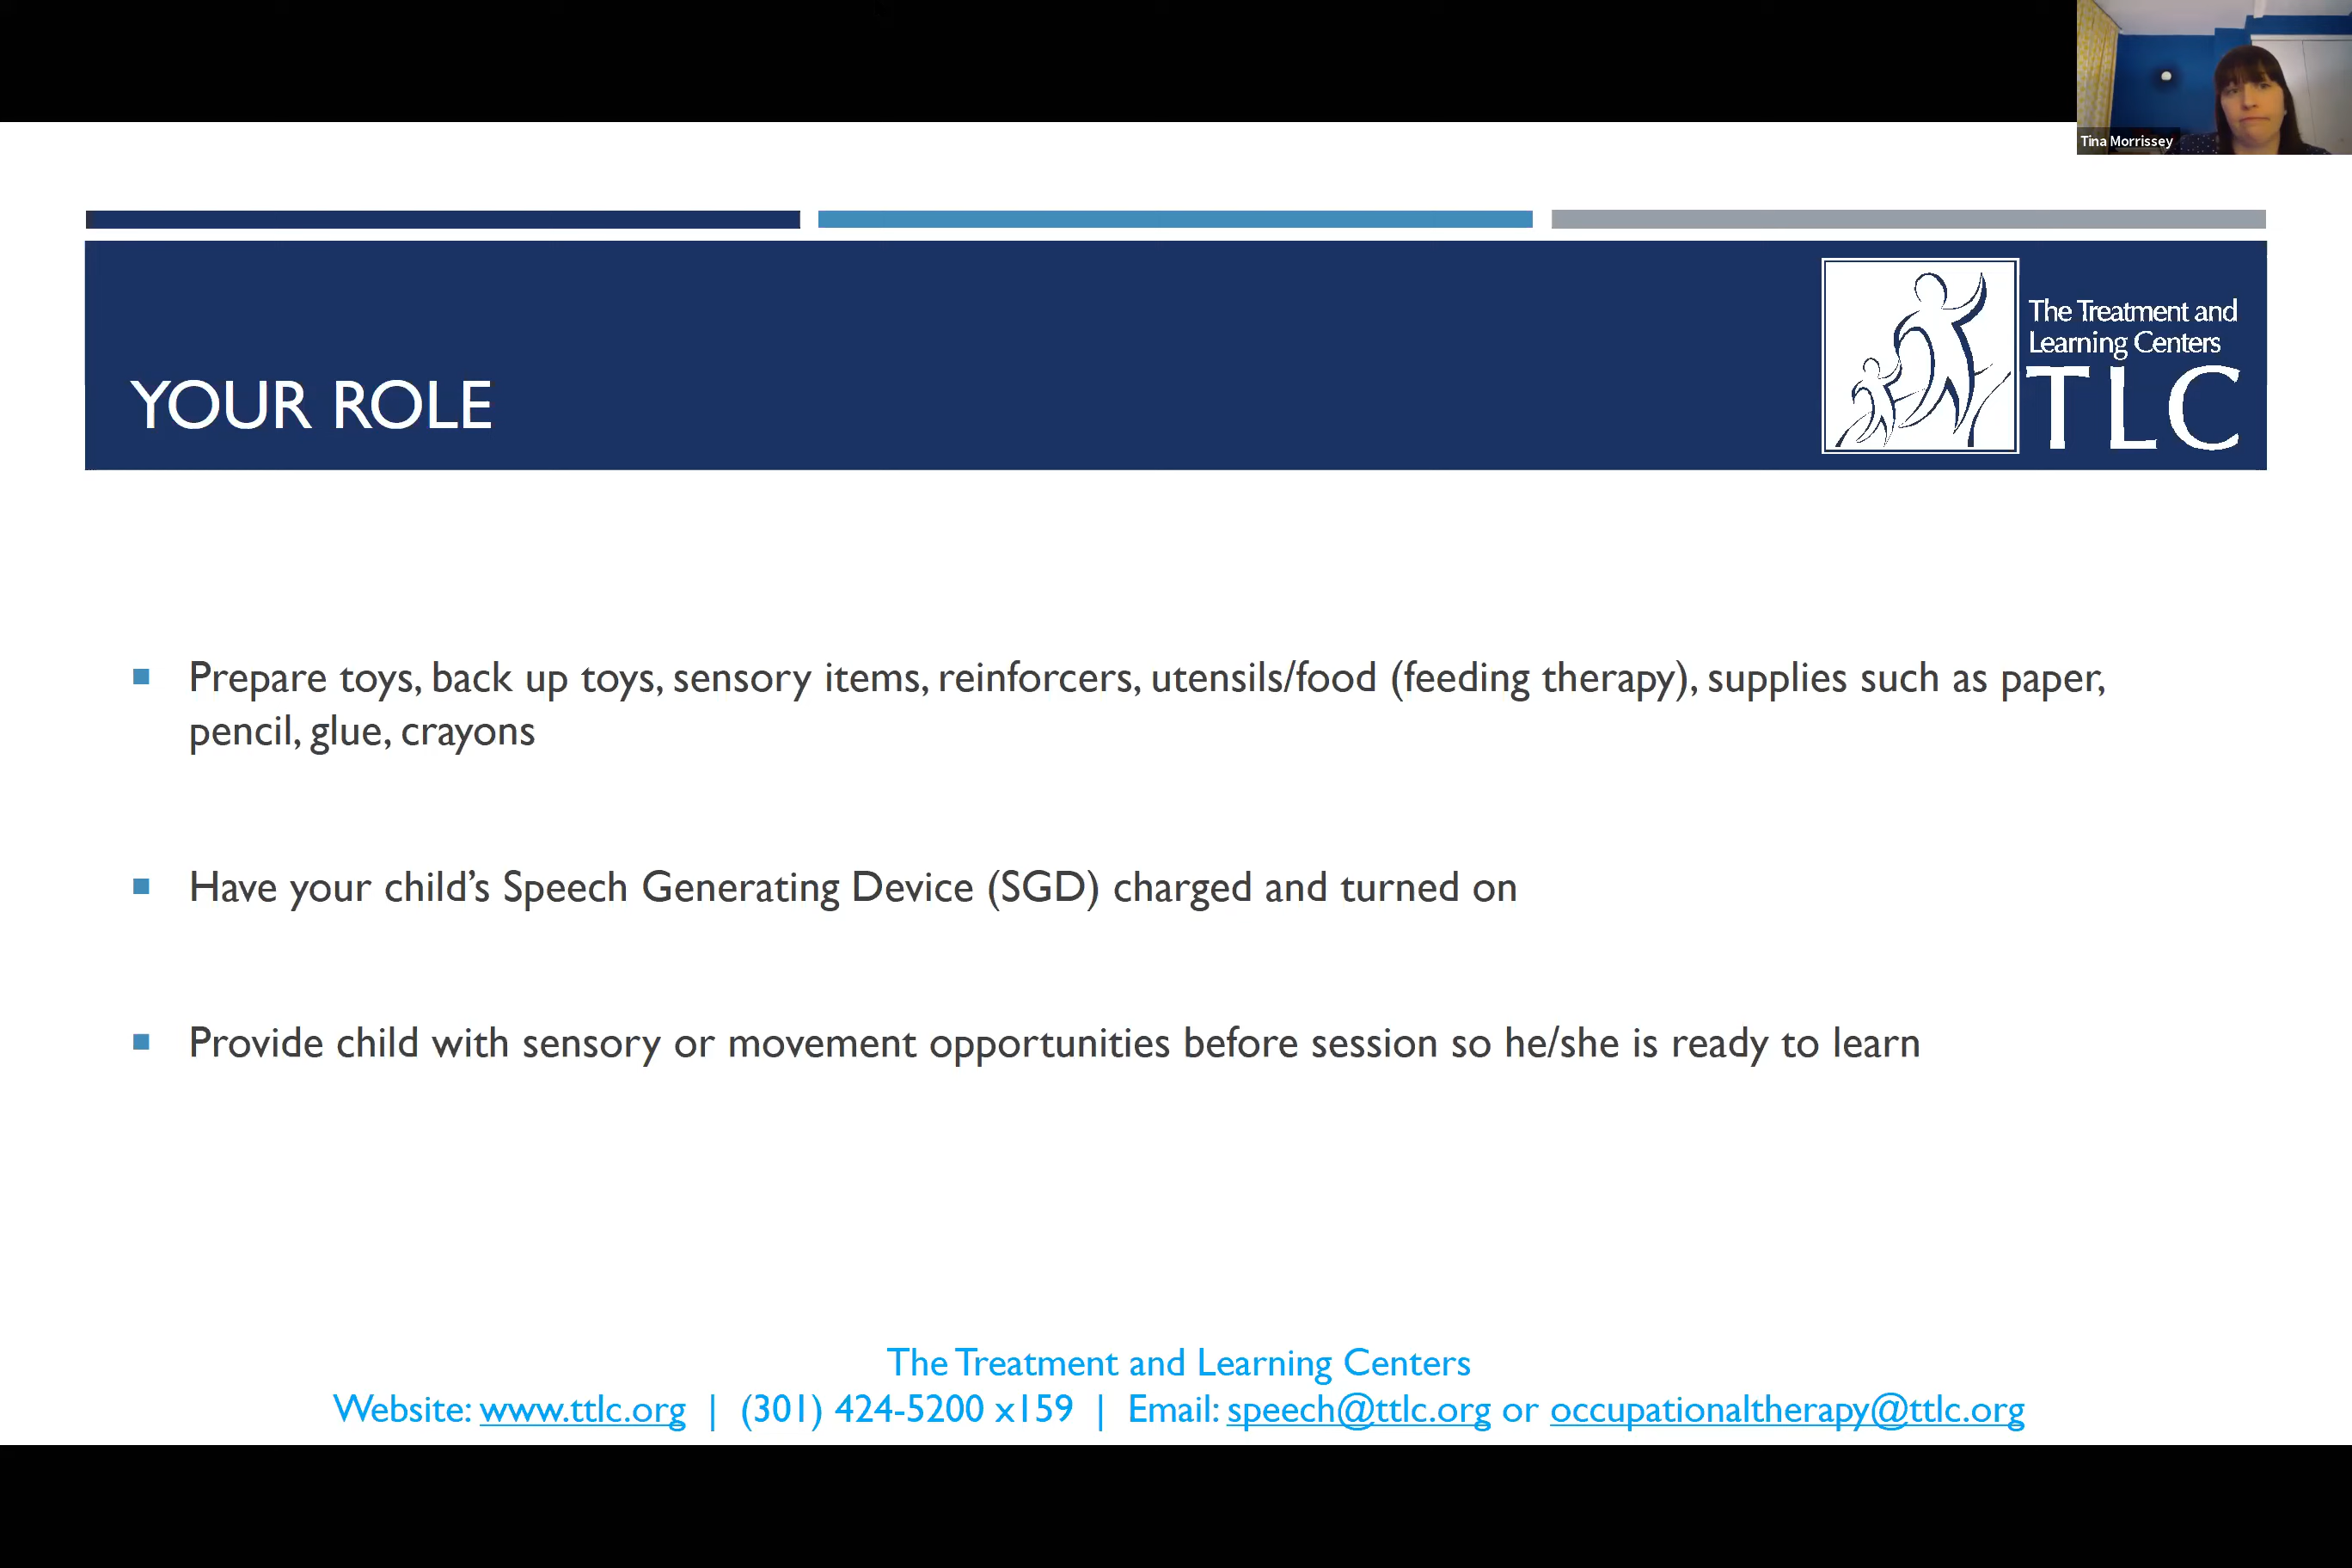 Tina Morrissey
YOUR ROLE
The Treatment and
Learning Centers
TLC
Prepare toys, back up toys, sensory items, reinforcers, utensils/food (feeding therapy), supplies such as paper,
pencil, glue, crayons
Have your child’s Speech Generating Device (SGD) charged and turned on
Provide child with sensory or movement opportunities before session so he/she is ready to learn
The Treatment and Learning Centers
Website: www.ttlc.org | (301) 424-5200 x159 | Email: speech@ttlc.org or occupationaltherapy@ttlc.org